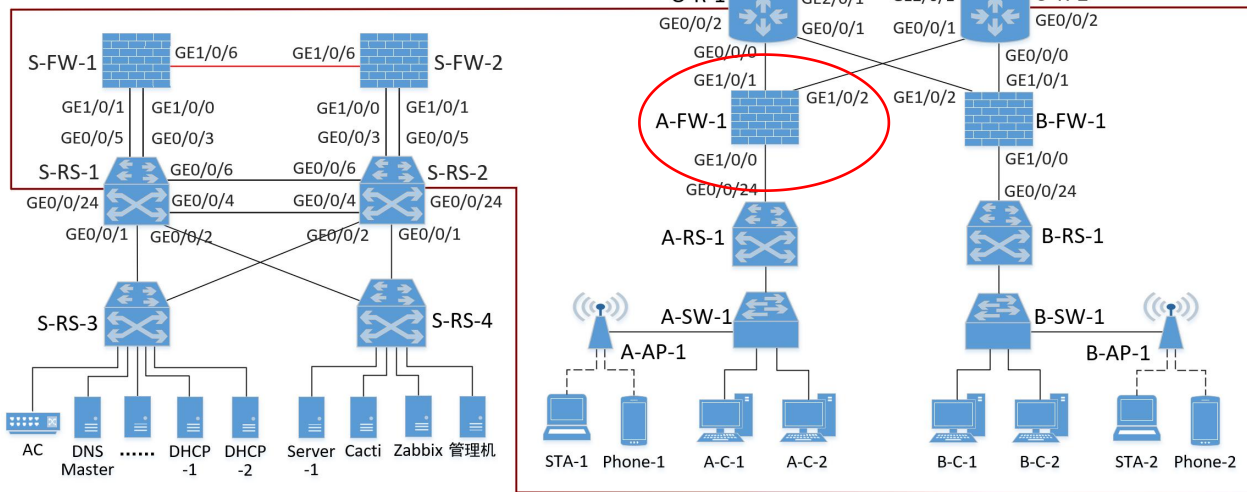 GE0/0/2
GE0/0/1
GE0/0/1
GE0/0/2
GE0/0/0
GE0/0/0
S-FW-1
GE1/0/6
GE1/0/6
S-FW-2
GE1/0/1
GE1/0/0
GE1/0/0
GE1/0/1
GE0/0/5
GE0/0/3
GE0/0/3
GE0/0/5
GE1/0/1
GE1/0/2
GE1/0/2
GE1/0/1
A-FW-1
B-FW-1
GE1/0/0
GE1/0/0
GE0/0/24
GE0/0/24
S-RS-1
GE0/0/6
GE0/0/6
S-RS-2
GE0/0/24
GE0/0/4
GE0/0/4
GE0/0/24
GE0/0/1
GE0/0/2
GE0/0/2
GE0/0/1
A-RS-1
B-RS-1
S-RS-3
S-RS-4
A-SW-1
B-SW-1
A-AP-1
B-AP-1
AC
DNS
Master
......
DHCP
-1
DHCP
-2
Server
-1
Cacti
Zabbix
管理机
STA-1
Phone-1
A-C-1
A-C-2
B-C-1
B-C-2
STA-2
Phone-2